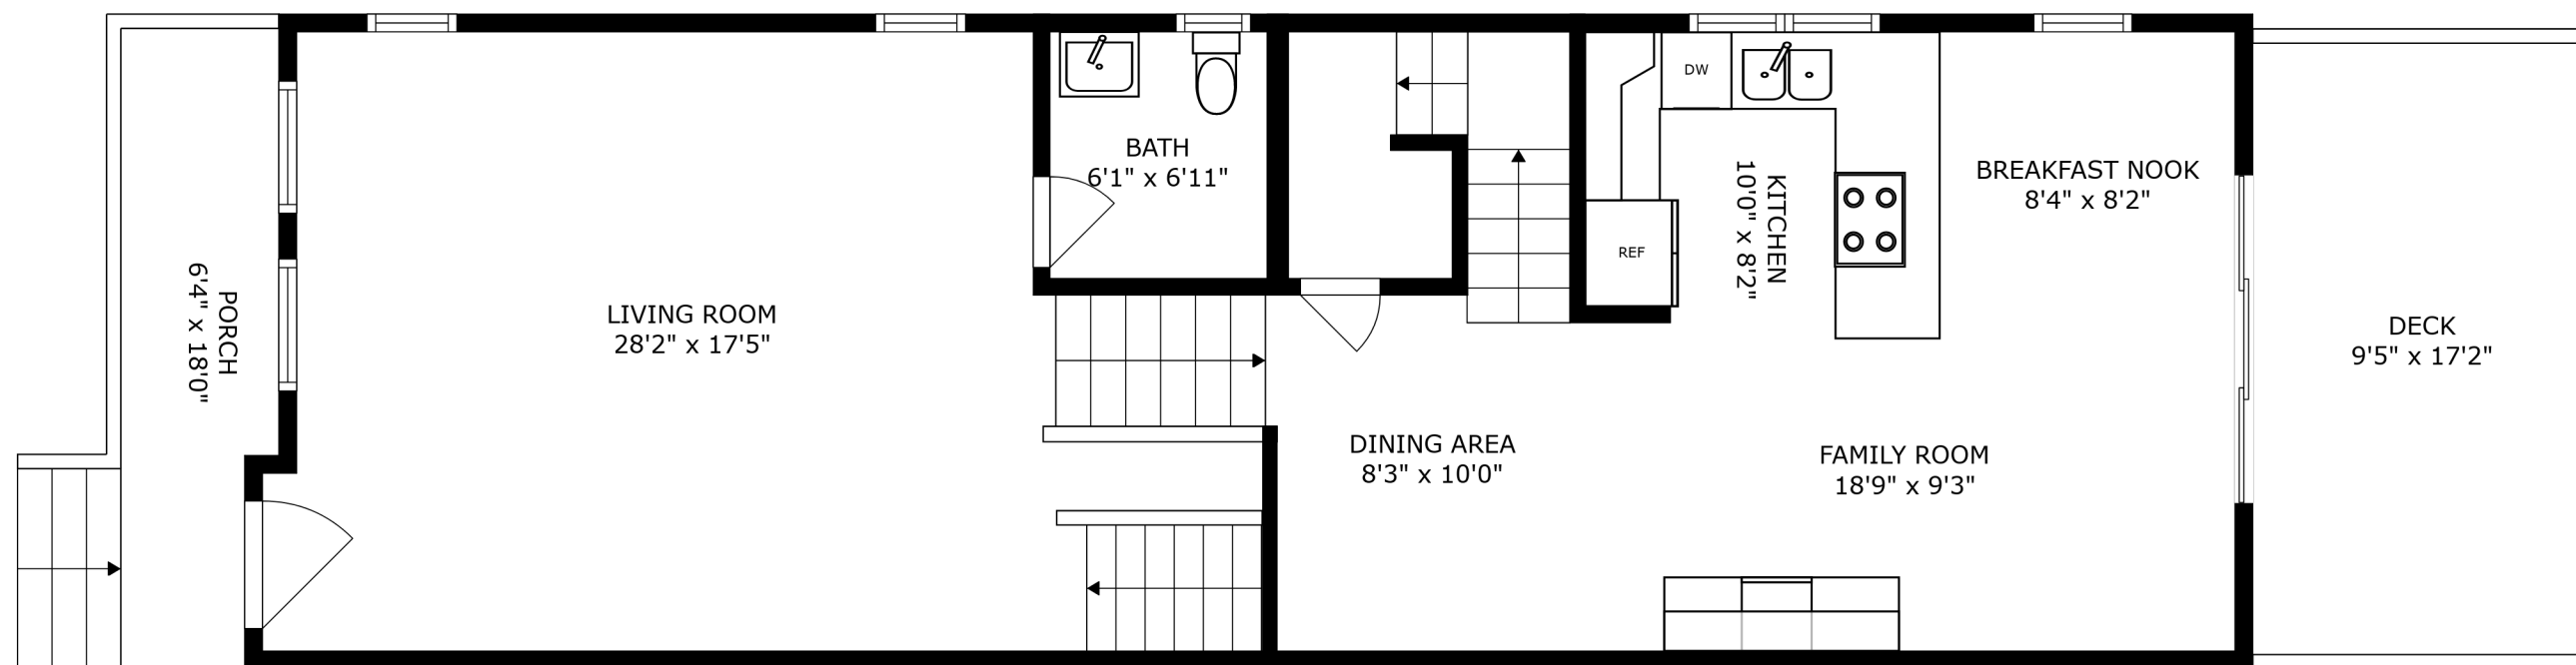 PORCH
6'4" x 18'0"
LIVING ROOM
28'2" x 17'5"
BATH
6'1" x 6'11"
DINING AREA
8'3" x 10'0"
DW
REF
KITCHEN
10'0" x 8'2"
BREAKFAST NOOK
8'4" x 8'2"
FAMILY ROOM
18'9" x 9'3"
DECK
9'5" x 17'2"